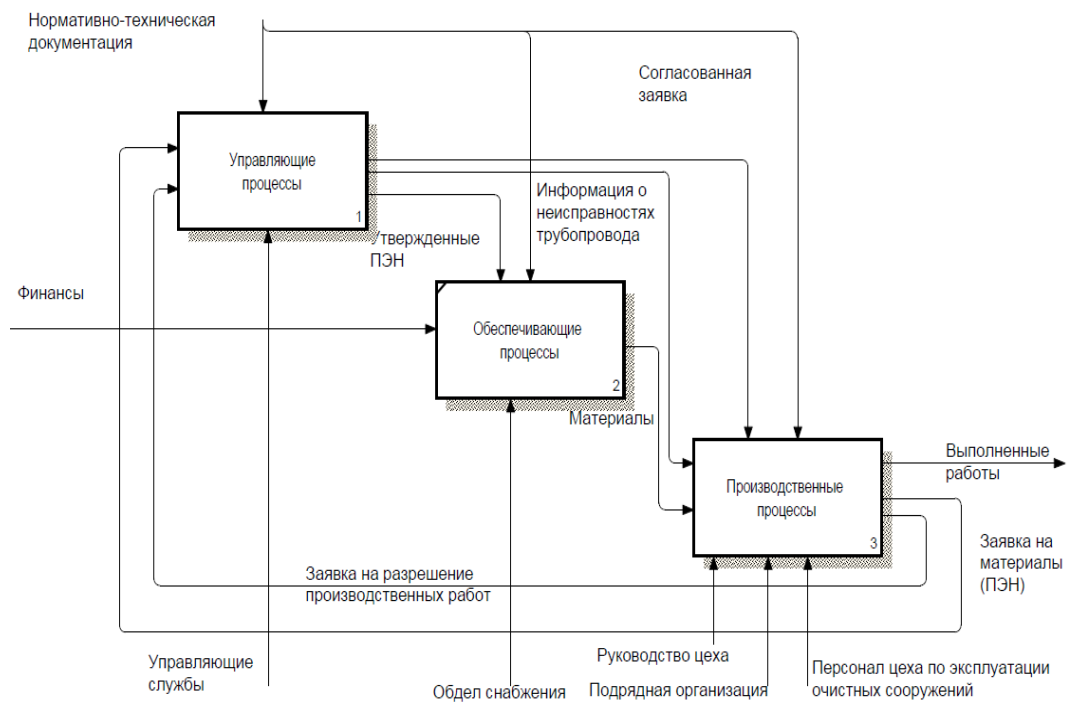 Нормативно-техническая
документация
Согласованная
заявка
Управляющие
процессы
1
Информация о
неисправностях
трубопровода
Утвержденные
ПЭН
Финансы
Обеспечивающие
процессы
2
Материалы
Выполненные
работы
Производственные
процессы
3
Заявка на
материалы
(ПЭН)
Заявка на разрешение
производственных работ
Управляющие
службы
Обдел снабжения
Руководство цеха
Подрядная организация
Персонал цеха по эксплуатации
очистных сооружений